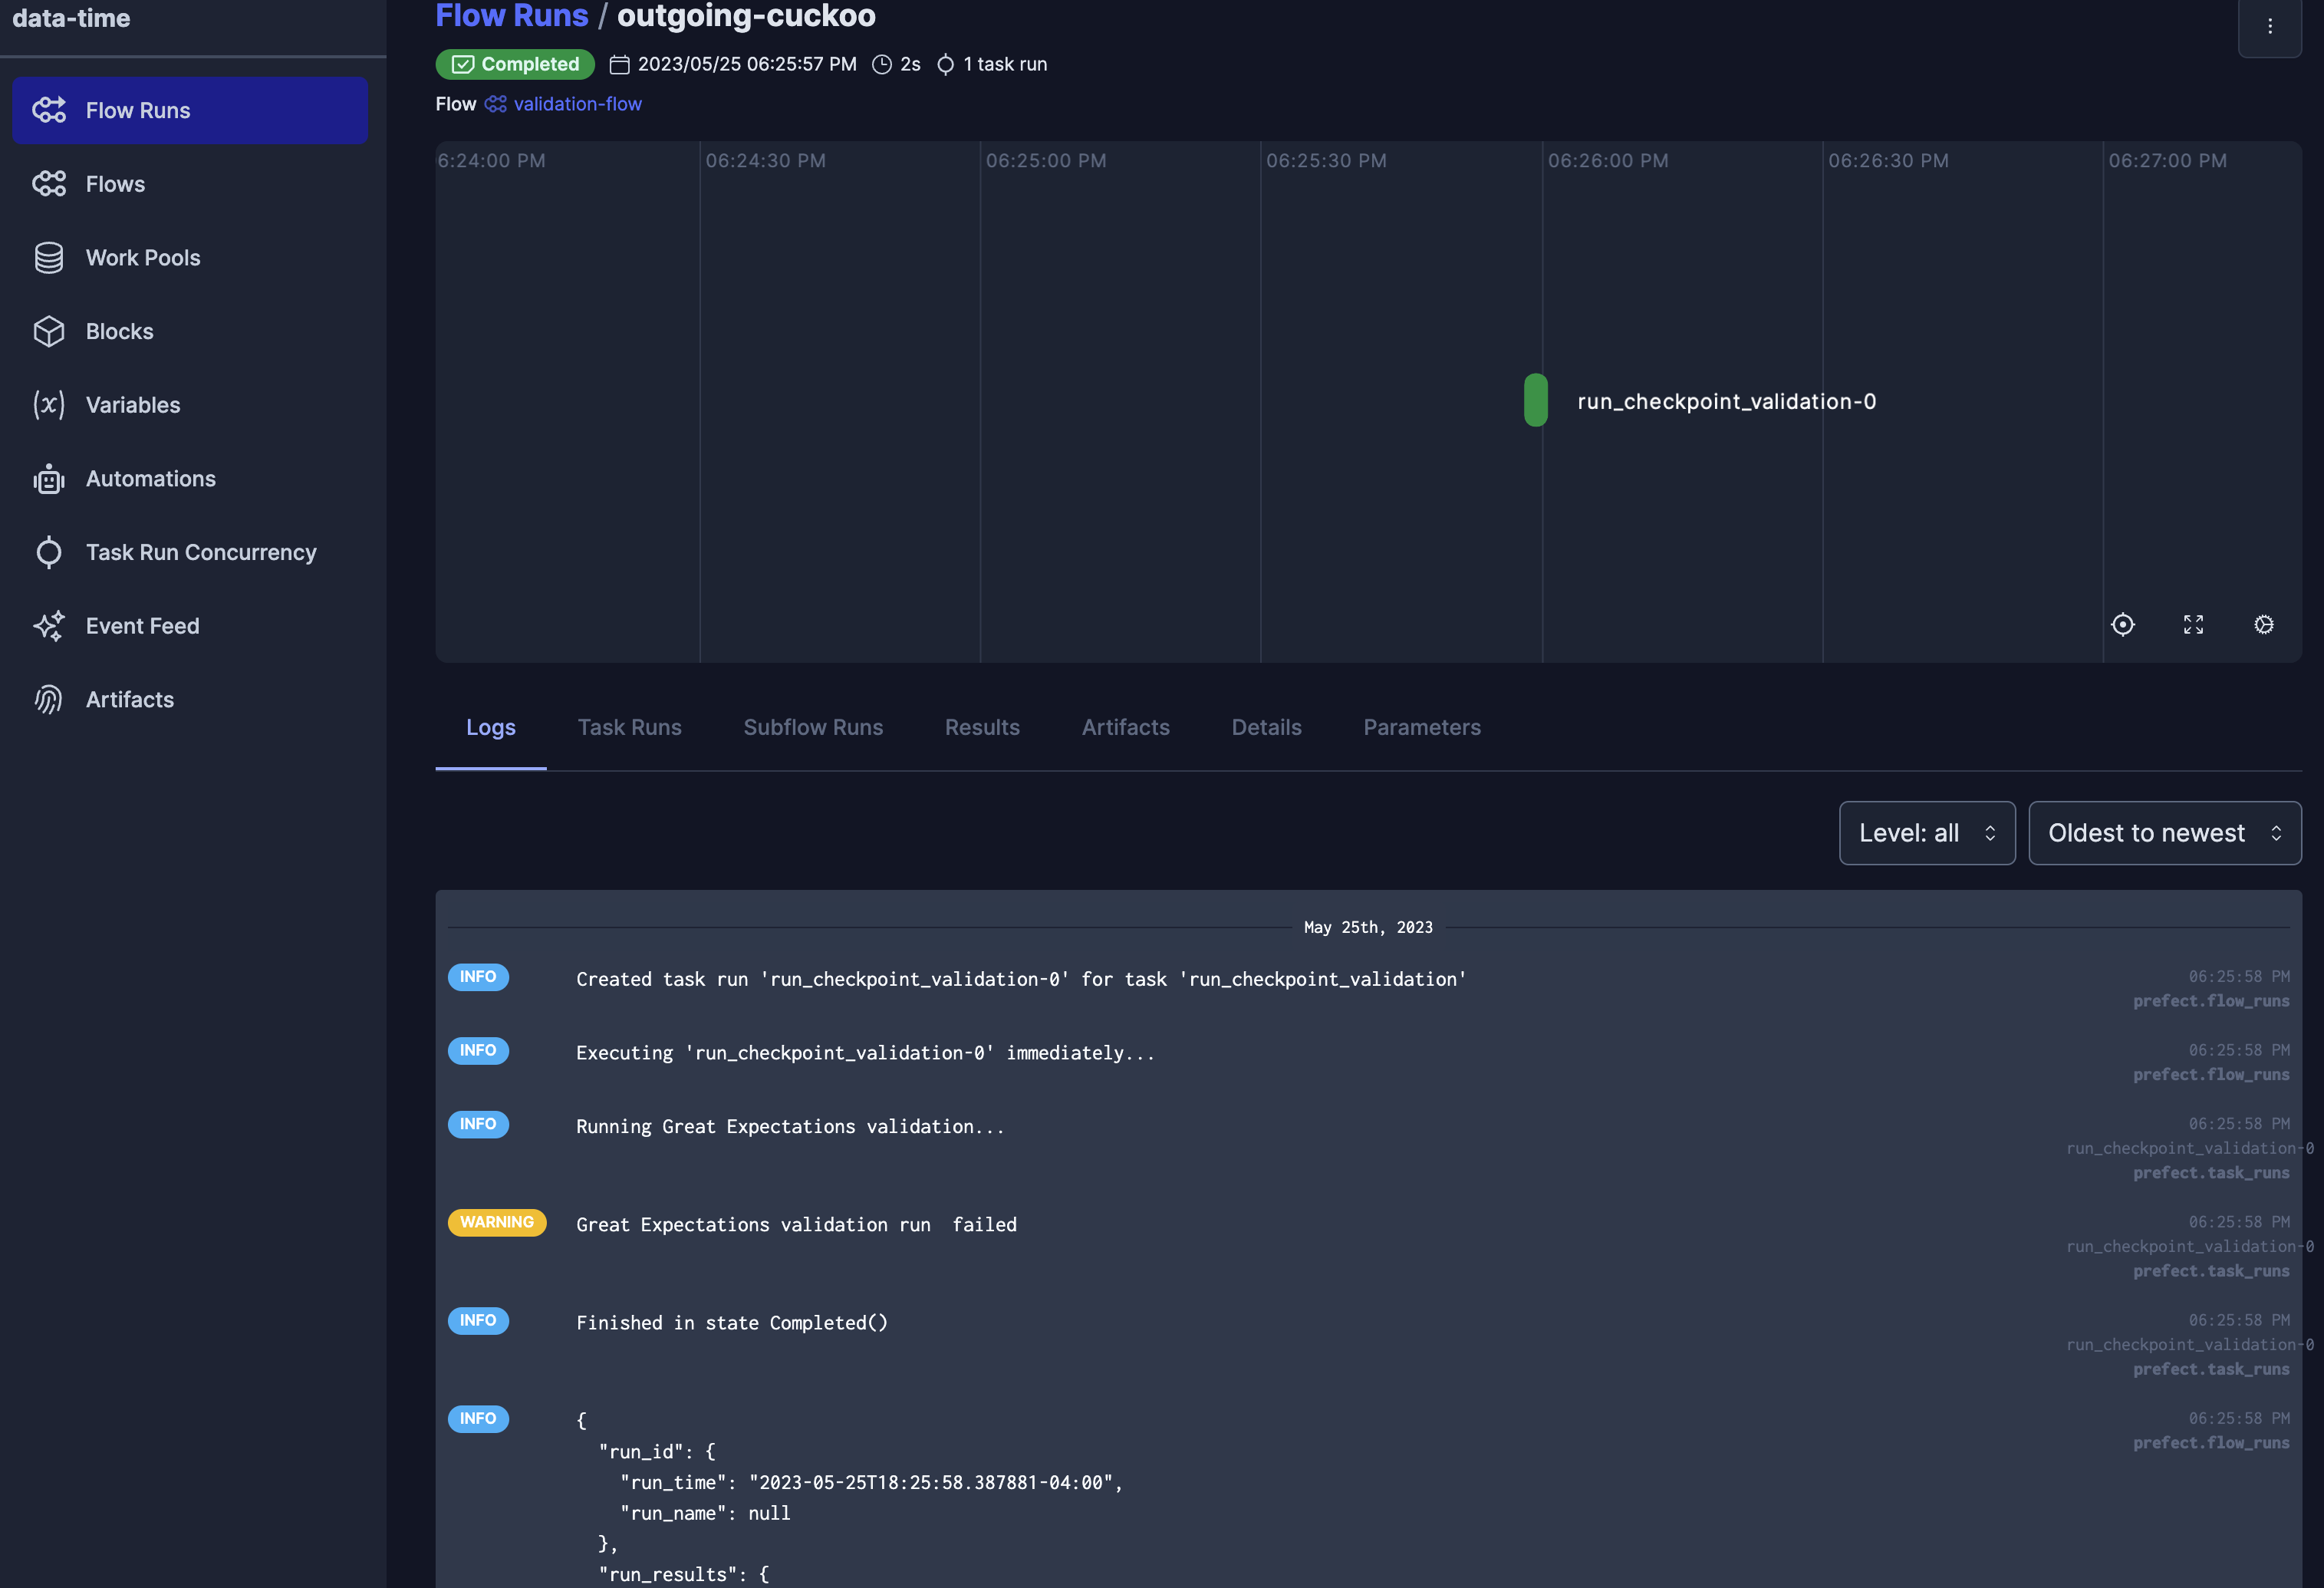 data-time
Flow Runs
Flows
Work Pools
Blocks
Variables
Automations
Task Run Concurrency
Event Feed
Artifacts
Flow Runs / outgoing-cuckoo
Completed 2023/05/25 06:25:57 PM 2s 1 task run
Flow validation-flow
6:24:00 PM 06:24:30 PM 06:25:00 PM 06:25:30 PM 06:26:00 PM 06:26:30 PM 06:27:00 PM
run_checkpoint_validation-0
Logs Task Runs Subflow Runs Results Artifacts Details Parameters
Level: all Oldest to newest
May 25th, 2023
INFO Created task run 'run_checkpoint_validation-0' for task 'run_checkpoint_validation' 06:25:58 PM
prefect.flow_runs
INFO Executing 'run_checkpoint_validation-0' immediately... 06:25:58 PM
prefect.flow_runs
INFO Running Great Expectations validation... 06:25:58 PM
run_checkpoint_validation-0
prefect.task_runs
WARNING Great Expectations validation run  failed 06:25:58 PM
run_checkpoint_validation-0
prefect.task_runs
INFO Finished in state Completed() 06:25:58 PM
run_checkpoint_validation-0
prefect.task_runs
INFO { 06:25:58 PM
prefect.flow_runs
"run_id": {
"run_time": "2023-05-25T18:25:58.387881-04:00",
"run_name": null
},
"run_results": {